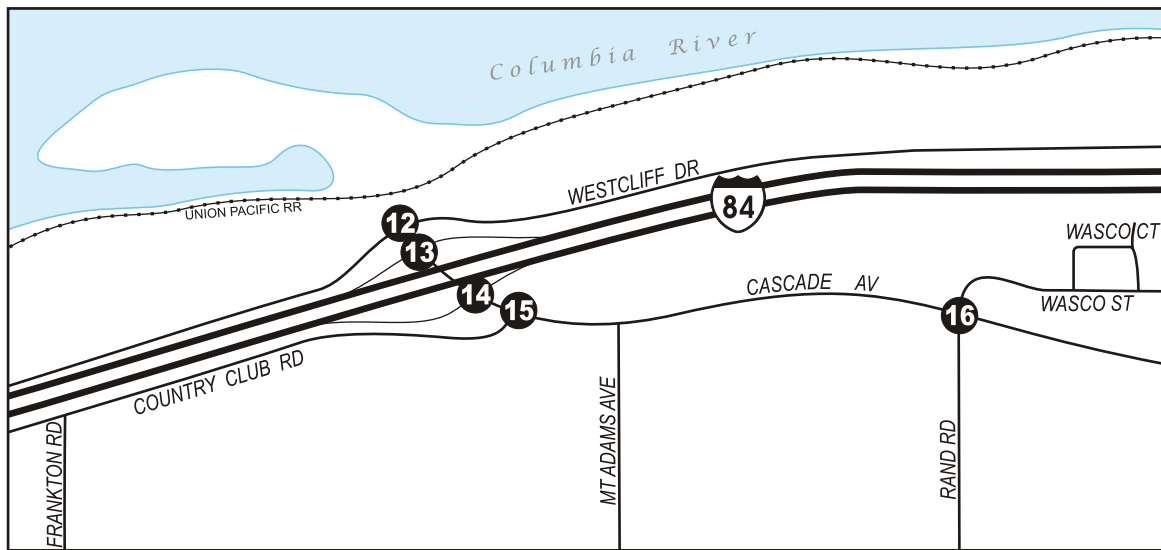 Columbia River
WESTCLIFF DR
UNION PACIFIC RR
84
12
13
WASCO CT
14
15
CASCADE AV
WASCO ST
16
COUNTRY CLUB RD
FRANKTON RD
MT ADAMS AVE
RAND RD